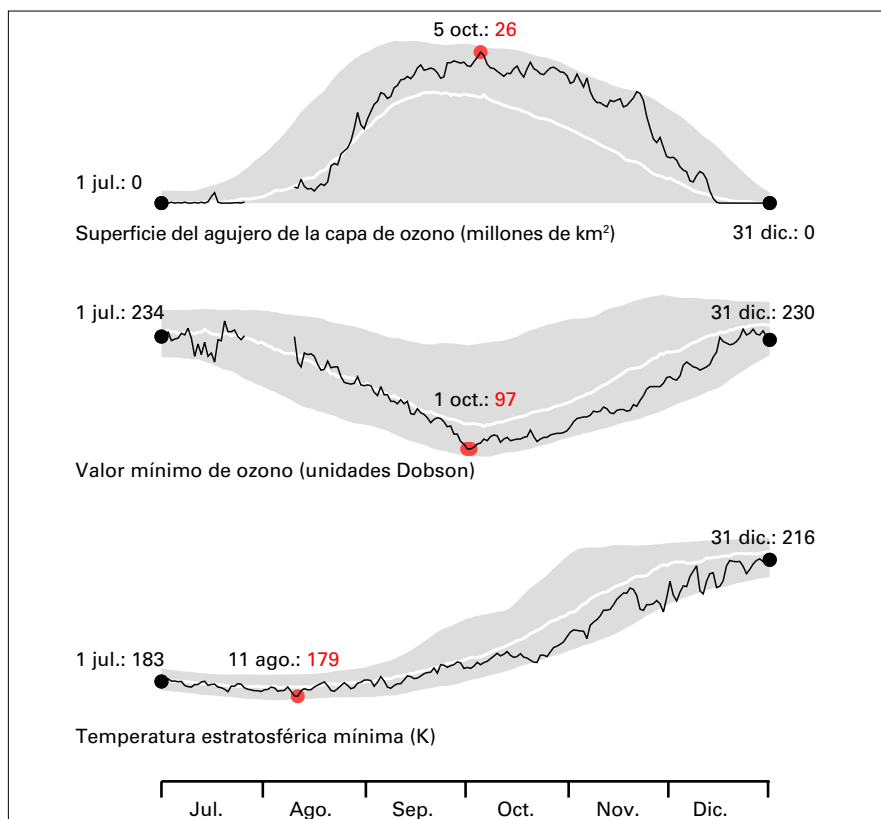 5 oct.: 26
1 jul.: 0
Superficie del agujero de la capa de ozono (millones de km²)
31 dic.: 0
1 jul.: 234
31 dic.: 230
1 oct.: 97
Valor mínimo de ozono (unidades Dobson)
31 dic.: 216
1 jul.: 183
11 ago.: 179
Temperatura estratosférica mínima (K)
Jul.
Ago.
Sep.
Oct.
Nov.
Dic.